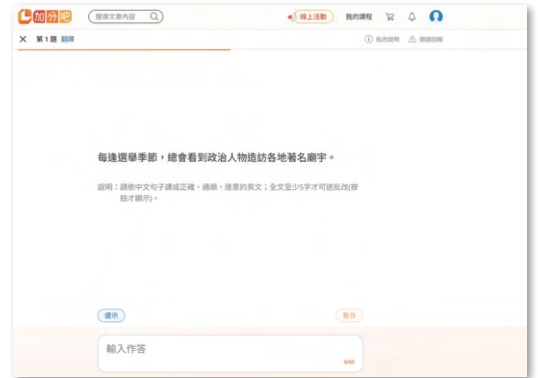 加分吧 搜尋文章內容 線上活動 我的課程
第 1 題 翻譯 批改說明 錯誤回報
每逢選舉季節，總會看到政治人物造訪各地著名廟宇。
說明：請依中文句子譯成正確、通順、達意的英文；全文至少5字才可送批改(按
鈕才顯示)。
提示 暫存
輸入作答
0/60